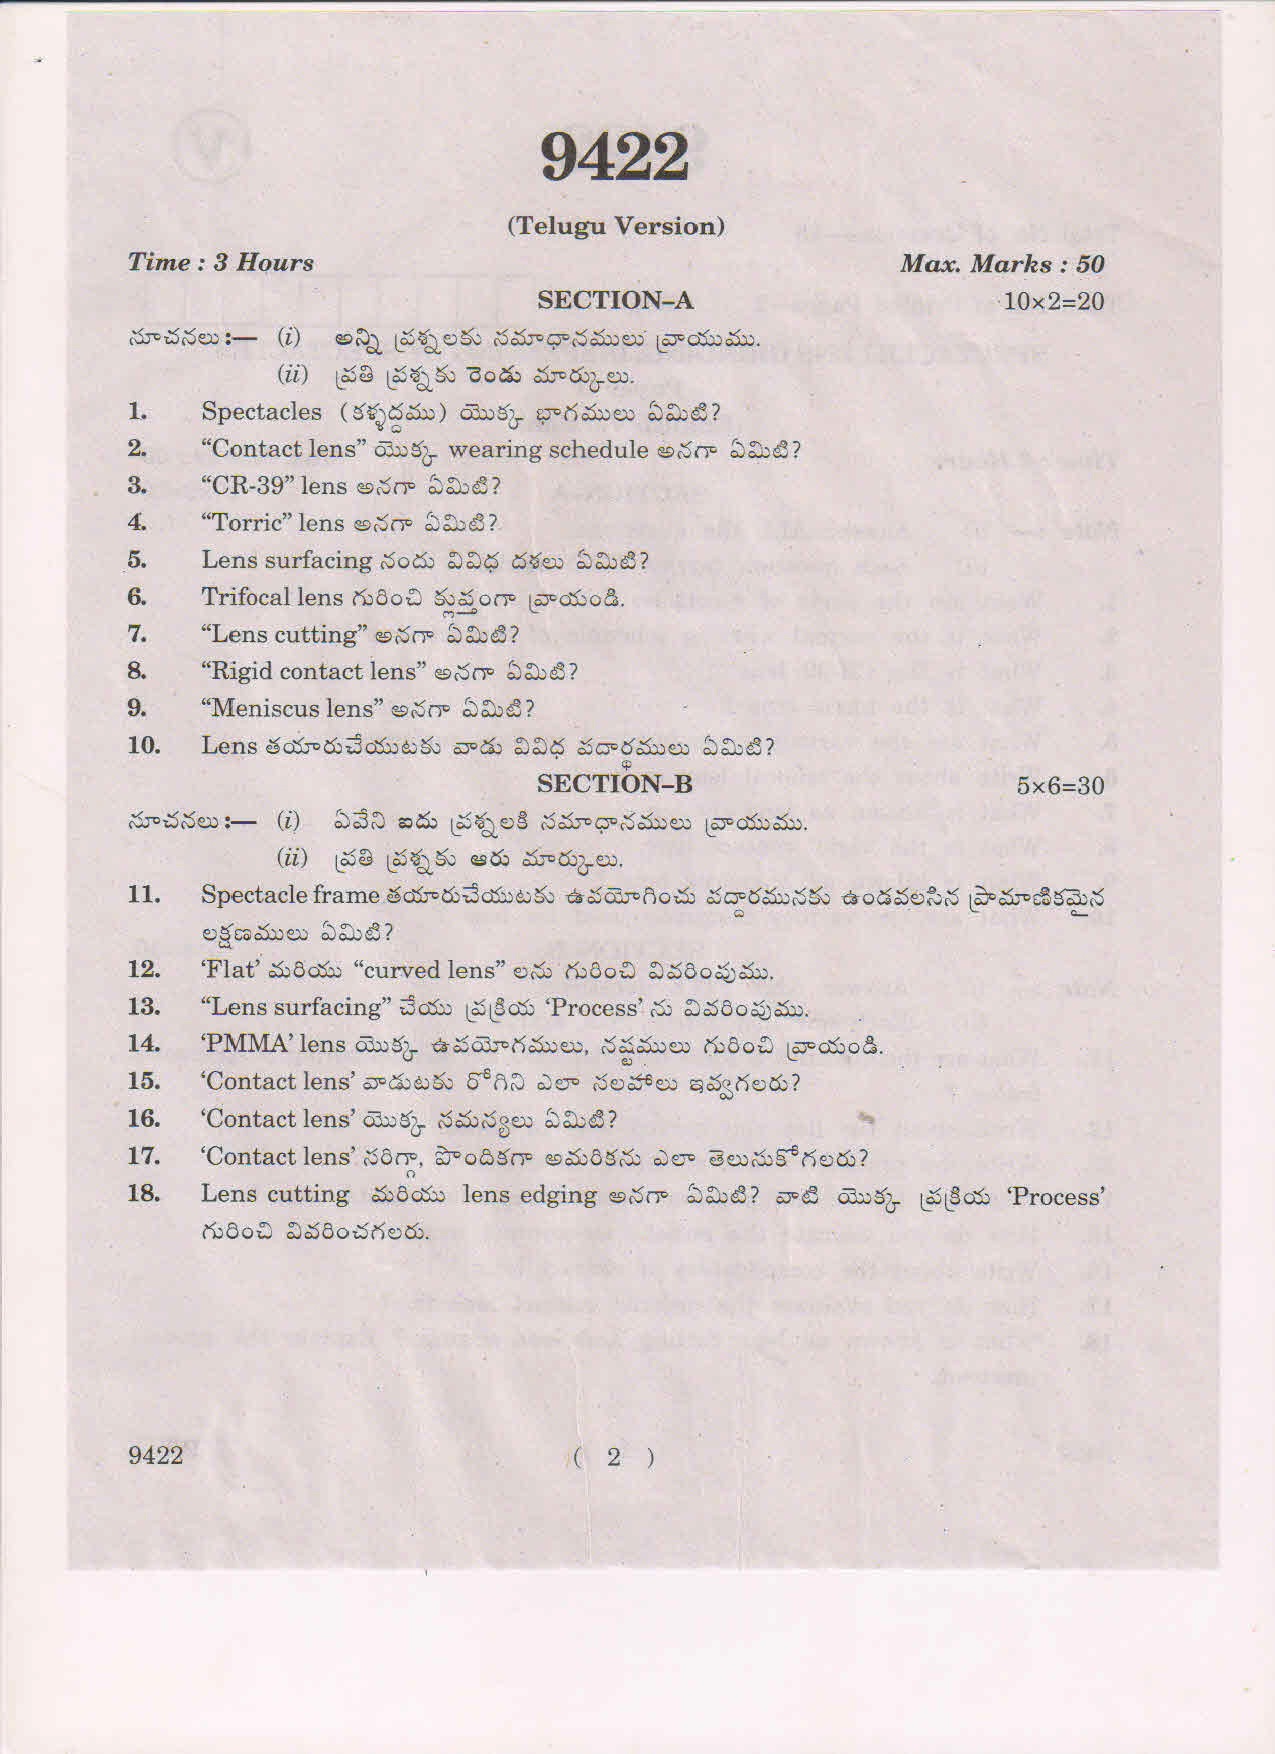 9422
(Telugu Version)
Time : 3 Hours Max. Marks : 50
SECTION–A 10×2=20
సూచనలు :— (i) అన్ని ప్రశ్నలకు సమాధానములు వ్రాయుము.
(ii) ప్రతి ప్రశ్నకు రెండు మార్కులు.
1. Spectacles (కళ్ళద్దము) యొక్క భాగములు ఏమిటి?
2. “Contact lens” యొక్క wearing schedule అనగా ఏమిటి?
3. “CR-39” lens అనగా ఏమిటి?
4. “Torric” lens అనగా ఏమిటి?
5. Lens surfacing నందు వివిధ దశలు ఏమిటి?
6. Trifocal lens గురించి క్లుప్తంగా వ్రాయండి.
7. “Lens cutting” అనగా ఏమిటి?
8. “Rigid contact lens” అనగా ఏమిటి?
9. “Meniscus lens” అనగా ఏమిటి?
10. Lens తయారుచేయుటకు వాడు వివిధ పదార్థములు ఏమిటి?
SECTION–B 5×6=30
సూచనలు :— (i) ఏవేని ఐదు ప్రశ్నలకి సమాధానములు వ్రాయుము.
(ii) ప్రతి ప్రశ్నకు ఆరు మార్కులు.
11. Spectacle frame తయారుచేయుటకు ఉపయోగించు పద్దారమునకు ఉండవలసిన ప్రామాణికమైన
లక్షణములు ఏమిటి?
12. ‘Flat’ మరియు “curved lens” లను గురించి వివరింపుము.
13. “Lens surfacing” చేయు ప్రక్రియ ‘Process’ ను వివరింపుము.
14. ‘PMMA’ lens యొక్క ఉపయోగములు, నష్టములు గురించి వ్రాయండి.
15. ‘Contact lens’ వాడుటకు రోగిని ఎలా సలహాలు ఇవ్వగలరు?
16. ‘Contact lens’ యొక్క సమస్యలు ఏమిటి?
17. ‘Contact lens’ సరిగ్గా, పొందికగా అమరికను ఎలా తెలుసుకోగలరు?
18. Lens cutting మరియు lens edging అనగా ఏమిటి? వాటి యొక్క ప్రక్రియ ‘Process’
గురించి వివరించగలరు.
9422 ( 2 )